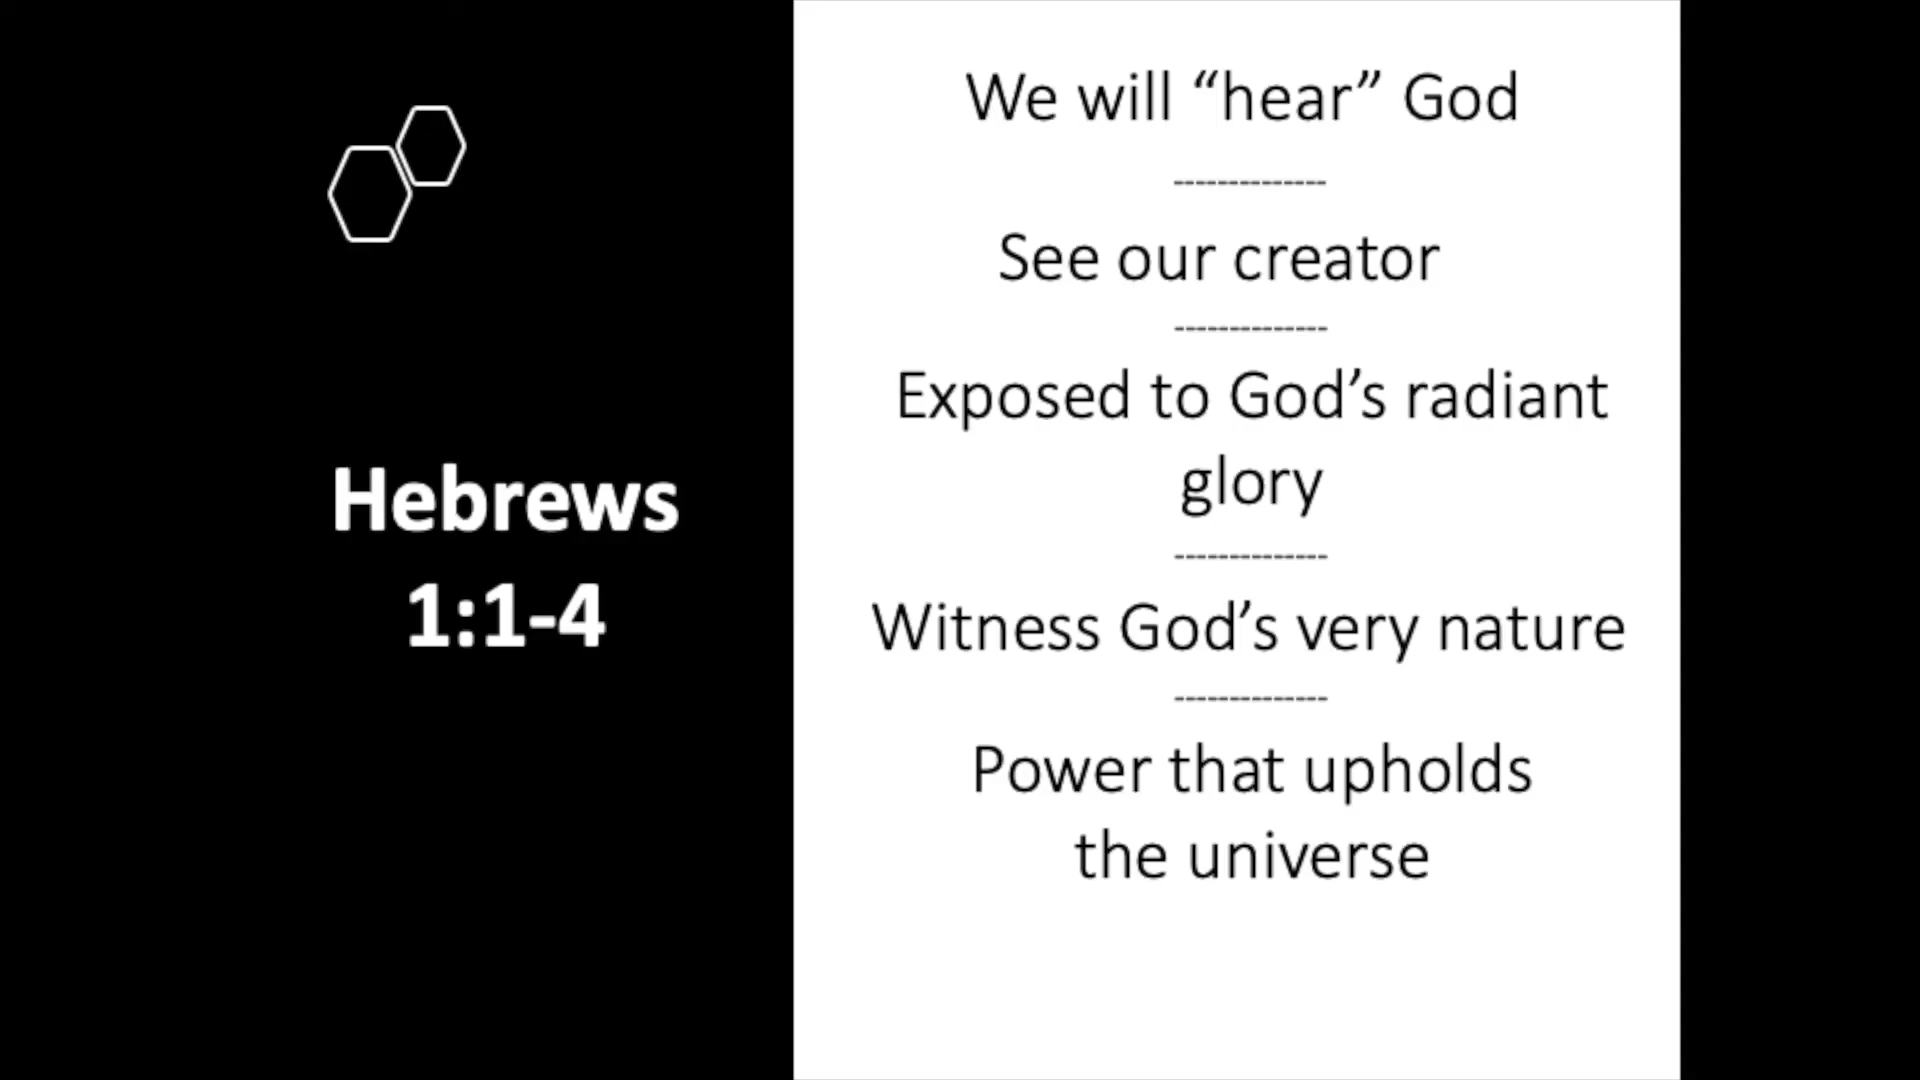 Hebrews
1:1-4
We will “hear” God
--------------
See our creator
--------------
Exposed to God’s radiant
glory
--------------
Witness God’s very nature
--------------
Power that upholds
the universe